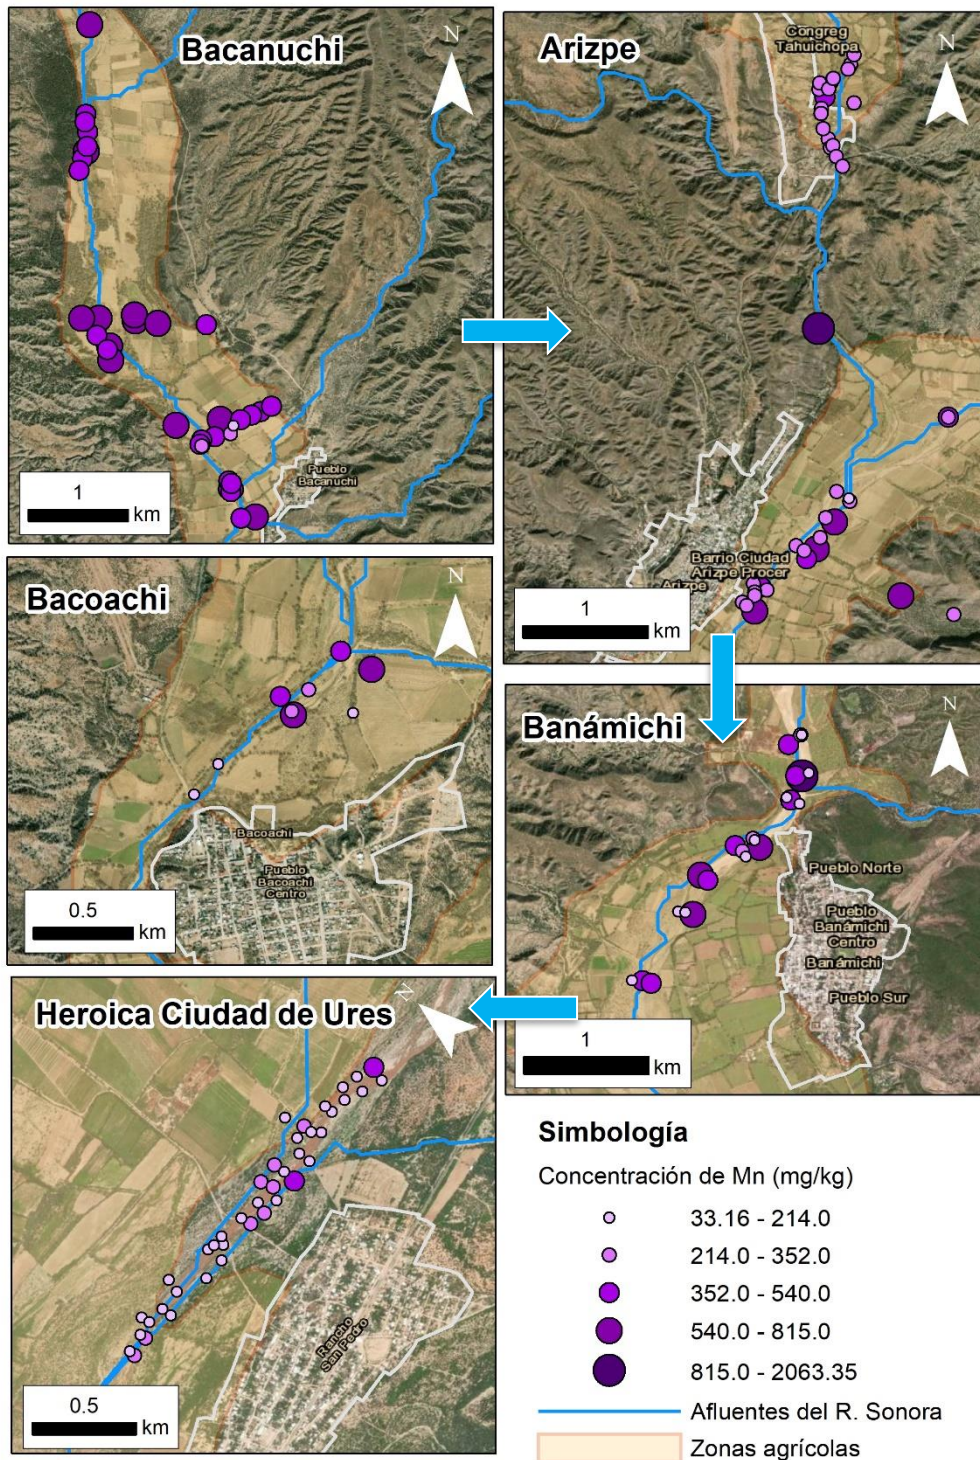 Bacanuchi
N
Pueblo
Bacanuchi
1
km
Arizpe
Congreg
Tahuichopa
N
Barrio Ciudad
Arizpe Procer
Arizpe
1
km
Bacoachi
N
Bacoachi
Pueblo
Bacoachi
Centro
0.5
km
Banámichi
N
Pueblo Norte
Pueblo
Banámichi
Centro
Banámichi
Pueblo Sur
1
km
Heroica Ciudad de Ures
N
Rancho
San Pedro
0.5
km
Simbología
Concentración de Mn (mg/kg)
33.16 - 214.0
214.0 - 352.0
352.0 - 540.0
540.0 - 815.0
815.0 - 2063.35
Afluentes del R. Sonora
Zonas agrícolas